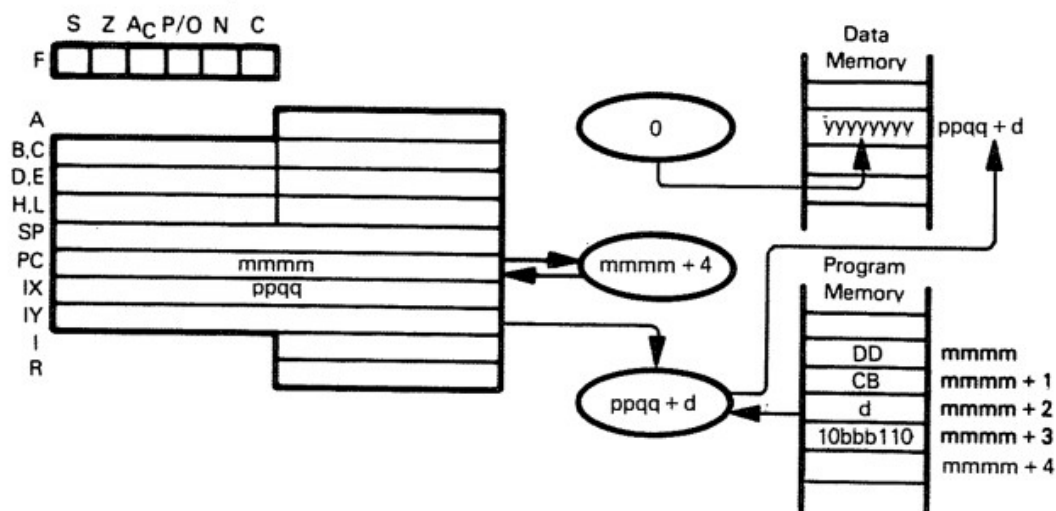 S Z AC P/O N C
F
A
B,C
D,E
H,L
SP
PC mmmm
IX ppqq
IY
I
R
0
mmmm + 4
ppqq + d
Data
Memory
yyyyyyyy ppqq + d
Program
Memory
DD mmmm
CB mmmm + 1
d mmmm + 2
10bbb110 mmmm + 3
mmmm + 4